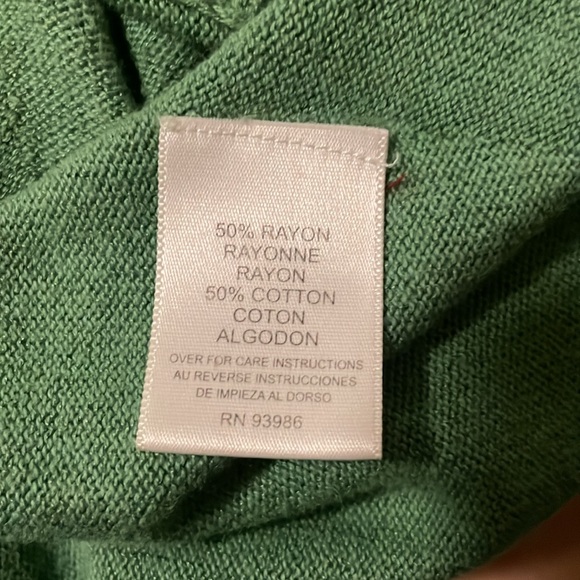 50% RAYON
RAYONNE
RAYON
50% COTTON
COTON
ALGODON
OVER FOR CARE INSTRUCTIONS
AU REVERSE INSTRUCCIONES
DE IMPIEZA AL DORSO
RN 93986